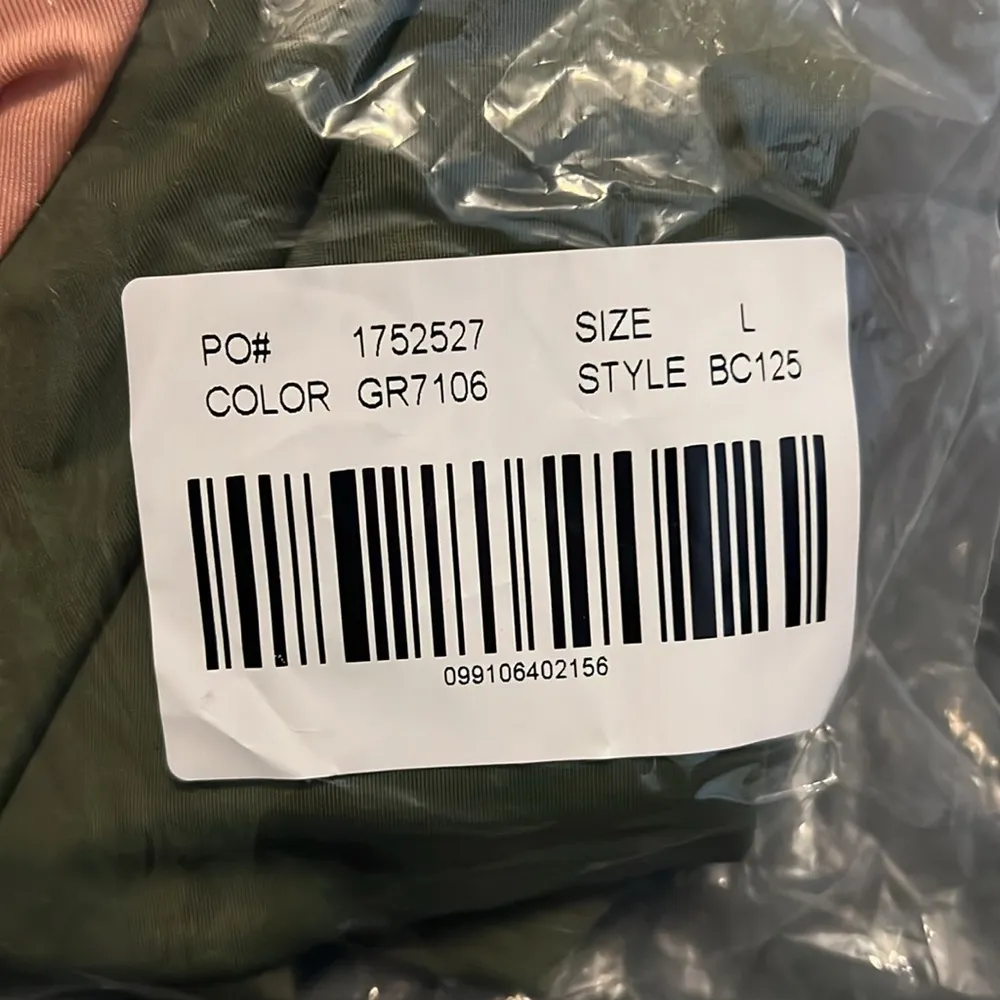 PO# 1752527 SIZE L
COLOR GR7106 STYLE BC125
099106402156